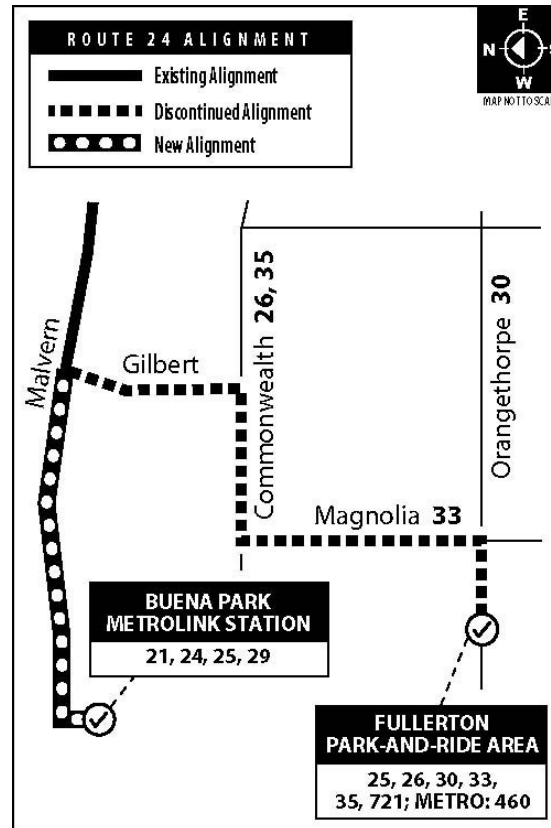 ROUTE 24 ALIGNMENT
Existing Alignment
Discontinued Alignment
New Alignment
E
N
W
MAP NOT TO SCA
Malvern
Gilbert
Commonwealth 26, 35
Orangethorpe 30
Magnolia 33
BUENA PARK
METROLINK STATION
21, 24, 25, 29
FULLERTON
PARK-AND-RIDE AREA
25, 26, 30, 33,
35, 721; METRO: 460